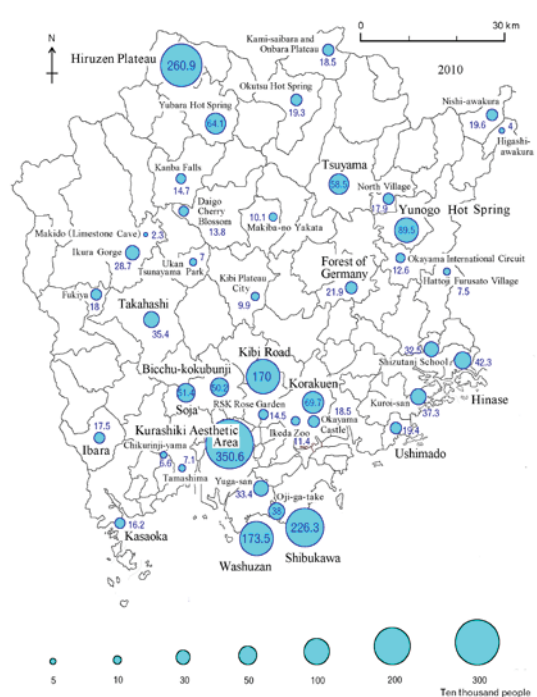 Kami-saibara and
Onbara Plateau
18.5
0
30 km
N
2010
Hiruzen Plateau
260.9
Okutsu Hot Spring
19.3
Yubara Hot Spring
64.1
Nishi-awakura
19.6
4
Higashi-
awakura
Kanba Falls
14.7
Tsuyama
North Village
17.9
Daigo
Cherry
Blossom
13.8
10.1
Makiba-no Yakata
Yunogo Hot Spring
89.5
Makido (Limestone Cave)
2.3
Ikura Gorge
28.7
7
Ukan
Tsunayama Park
Okayama International Circuit
12.6
Hattoji Furusato Village
7.5
Forest of
Germany
21.9
Kibi Plateau
City
9.9
Fukiya
18
Takahashi
35.4
Shizutanj School
42.3
Hinase
Kibi Road
170
Bicchu-kokubunji
50.2
51.4
Soja
Korakuen
69.7
RSK Rose Garden
14.5
18.5
Okayama
Castle
Ikeda Zoo
11.4
Kuroi-san
37.3
19.4
Ushimado
17.5
Ibara
Kurashiki Aesthetic
Area
350.6
Chikurinji-yama
6.6
7.1
Tamashima
Yuga-san
33.4
Oji-ga-take
38
226.3
Shibukawa
173.5
Washuzan
16.2
Kasaoka
5
10
30
50
100
200
300
Ten thousand people